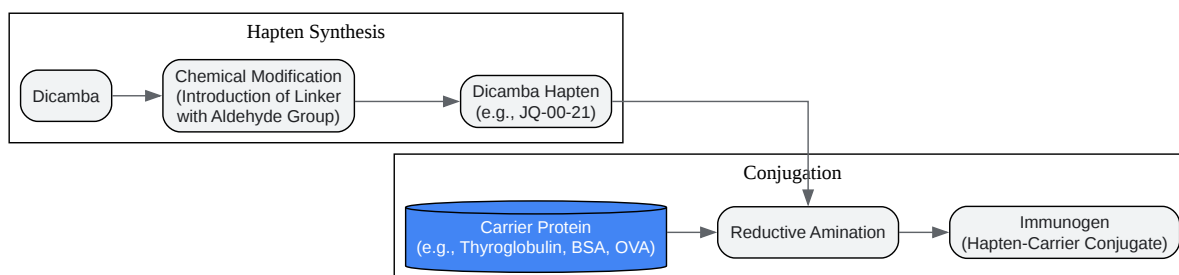 Hapten Synthesis
Dicamba
Chemical Modification
(Introduction of Linker
with Aldehyde Group)
Dicamba Hapten
(e.g., JQ-00-21)
Conjugation
Carrier Protein
(e.g., Thyroglobulin, BSA, OVA)
Reductive Amination
Immunogen
(Hapten-Carrier Conjugate)